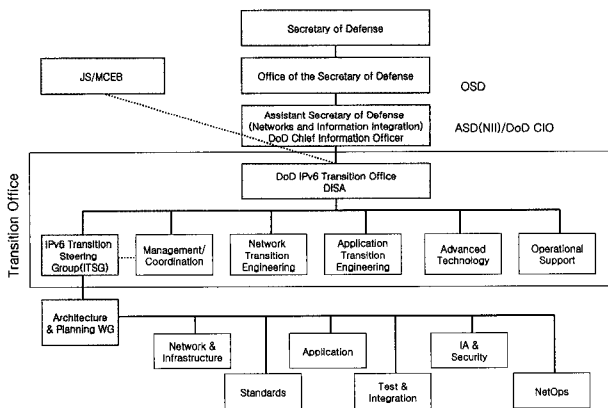 Secretary of Defense
Office of the Secretary of Defense
OSD
JS/MCEB
Assistant Secretary of Defense
(Networks and Information Integration)
DoD Chief Information Officer
ASD(NII)/DoD CIO
Transition Office
DoD IPv6 Transition Office
DISA
IPv6 Transition
Steering
Group(ITSG)
Management/
Coordination
Network
Transition
Engineering
Application
Transition
Engineering
Advanced
Technology
Operational
Support
Architecture
& Planning WG
Network &
Infrastructure
Application
IA &
Security
Standards
Test &
Integration
NetOps